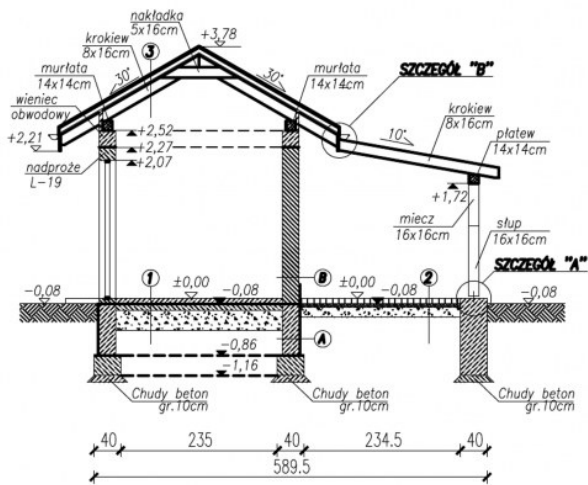 nakładka
5x16cm
+3,78
krokiew
8x16cm
3
30°
30°
murłata
14x14cm
murłata
14x14cm
SZCZEGÓŁ "B"
wieniec
obwodowy
krokiew
8x16cm
10°
+2,21
+2,52
+2,27
+2,07
płatew
14x14cm
nadproże
L-19
+1,72
miecz
16x16cm
słup
16x16cm
SZCZEGÓŁ "A"
-0,08
1
±0,00
-0,08
B
±0,00
-0,08
2
-0,08
A
-0,86
-1,16
Chudy beton
gr.10cm
Chudy beton
gr.10cm
Chudy beton
gr.10cm
40
235
40
234.5
40
589.5